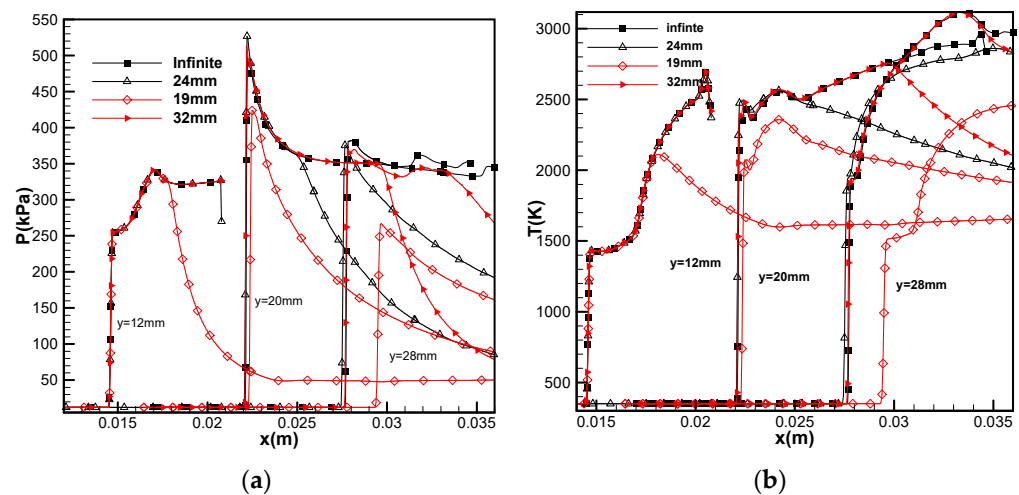 550
500
450
400
350
300
250
200
150
100
50
P(kPa)
Infinite
24mm
19mm
32mm
y=12mm
y=20mm
y=28mm
0.015 0.02 0.025 0.03 0.035
x(m)
(a)
3000
2500
2000
1500
1000
500
T(K)
infinte
24mm
19mm
32mm
y=12mm
y=20mm
y=28mm
0.015 0.02 0.025 0.03 0.035
x(m)
(b)